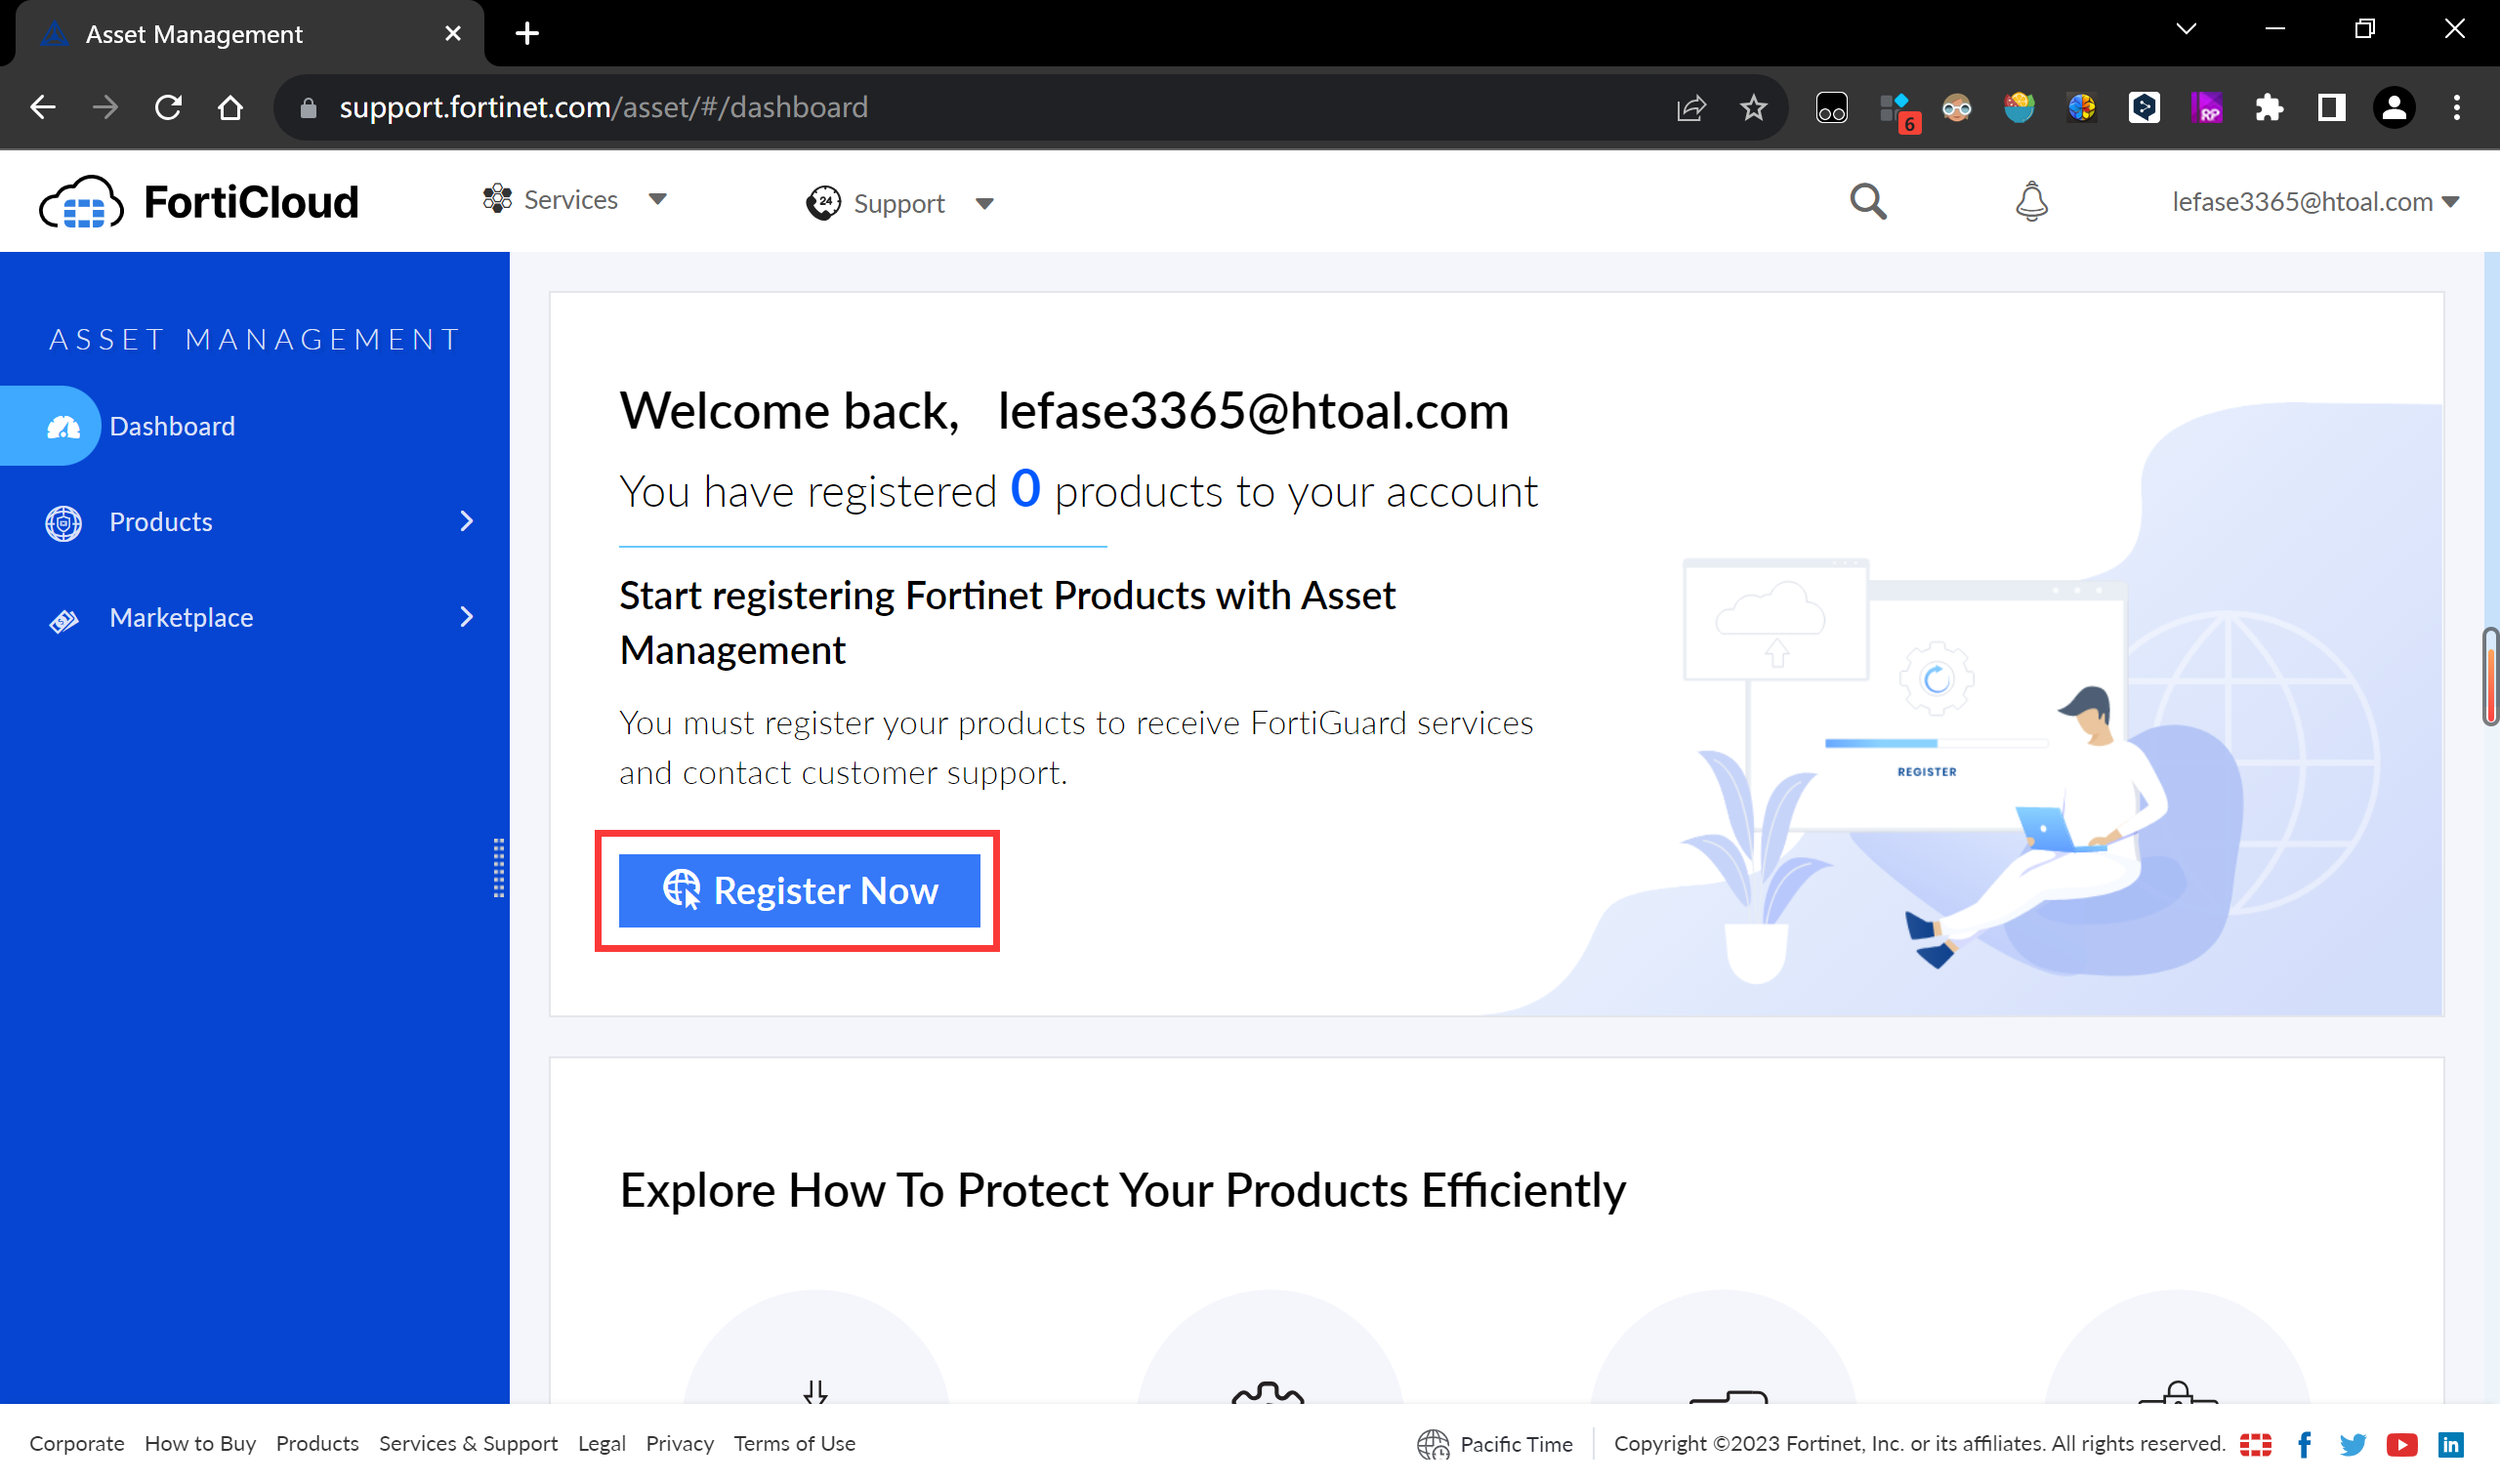 Asset Management
support.fortinet.com/asset/#/dashboard
6
RP
FortiCloud
Services
24
Support
lefase3365@htoal.com
ASSET MANAGEMENT
Dashboard
Products
Marketplace
Welcome back, lefase3365@htoal.com
You have registered 0 products to your account
Start registering Fortinet Products with Asset
Management
You must register your products to receive FortiGuard services
and contact customer support.
REGISTER
Register Now
Explore How To Protect Your Products Efficiently
Corporate How to Buy Products Services & Support Legal Privacy Terms of Use
Pacific Time
Copyright ©2023 Fortinet, Inc. or its affiliates. All rights reserved.